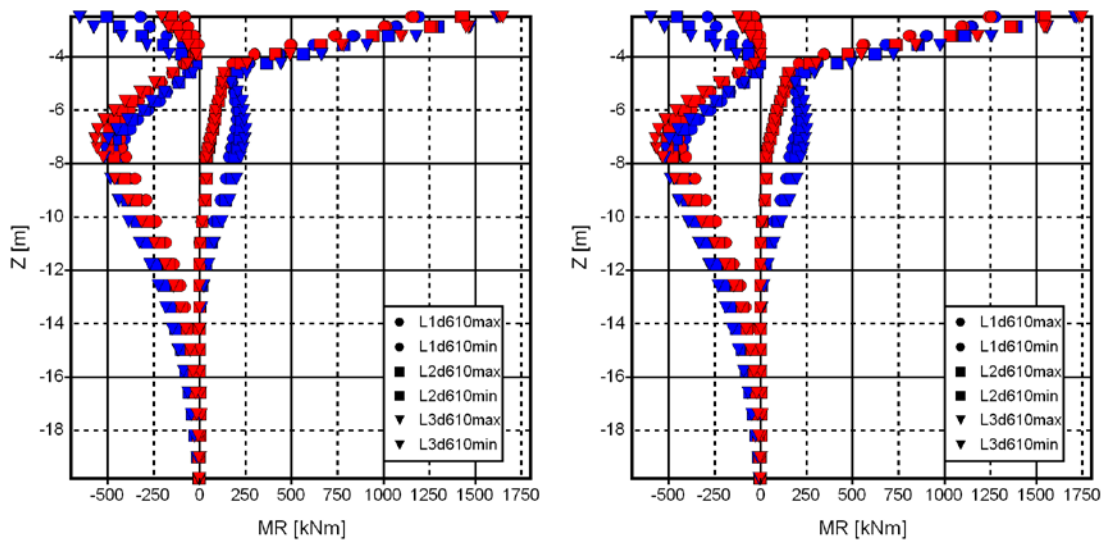 -4
-6
-8
-10
-12
-14
-16
-18
Z [m]
-500 -250 0 250 500 750 1000 1250 1500 1750
MR [kNm]
L1d610max
L1d610min
L2d610max
L2d610min
L3d610max
L3d610min
-4
-6
-8
-10
-12
-14
-16
-18
Z [m]
-500 -250 0 250 500 750 1000 1250 1500 1750
MR [kNm]
L1d610max
L1d610min
L2d610max
L2d610min
L3d610max
L3d610min